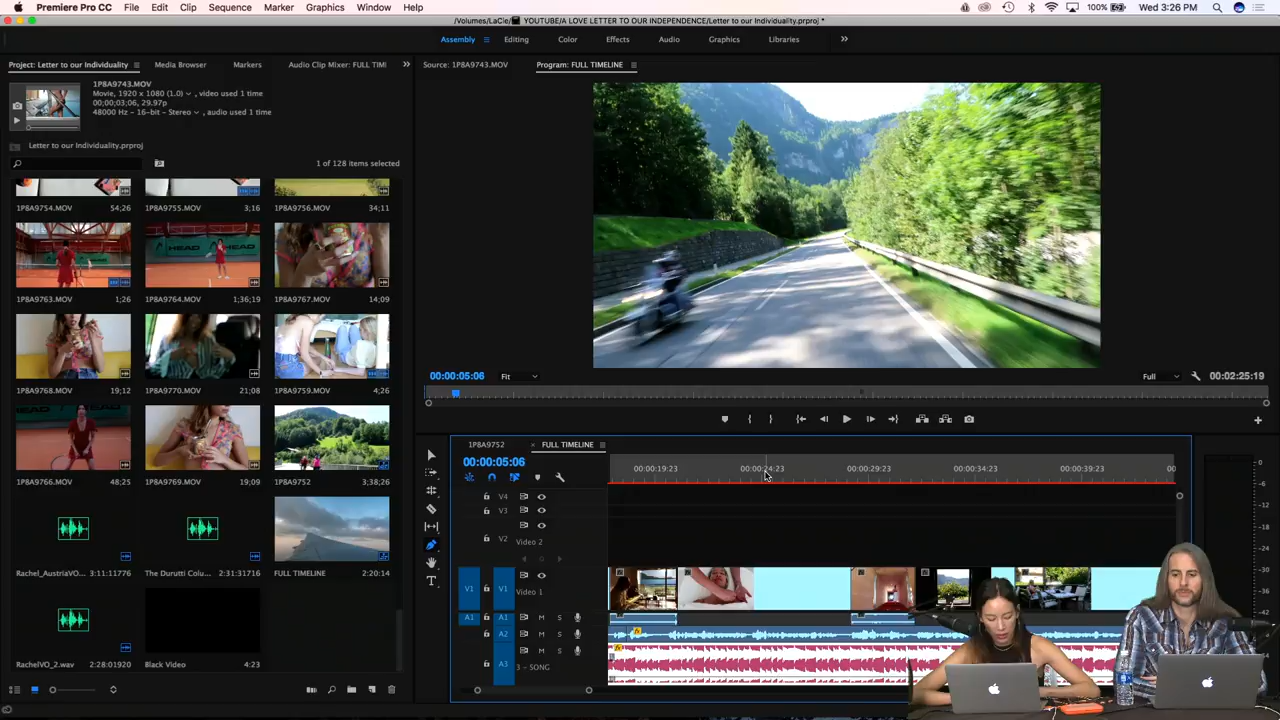 Premiere Pro CC File Edit Clip Sequence Marker Graphics Window Help
100% Wed 3:26 PM
/Volumes/LaCie/ YOUTUBE/A LOVE LETTER TO OUR INDEPENDENCE/Letter to our Individuality.prproj *
Assembly Editing Color Effects Audio Graphics Libraries
Project: Letter to our Individuality Media Browser Markers Audio Clip Mixer: FULL TIMI
Source: 1P8A9743.MOV Program: FULL TIMELINE
1P8A9743.MOV
Movie, 1920 x 1080 (1.0) , video used 1 time
00;00;03;06, 29.97p
48000 Hz - 16-bit - Stereo , audio used 1 time
Letter to our Individuality.prproj
1 of 128 items selected
1P8A9754.MOV 54;26 1P8A9755.MOV 3;16 1P8A9756.MOV 34;11
HEAD HEAD
1P8A9763.MOV 1;26 1P8A9764.MOV 1;36;19 1P8A9767.MOV 14;09
1P8A9768.MOV 19;12 1P8A9770.MOV 21;08 1P8A9759.MOV 4;26
00:00:05:06 Fit Full 00:02:25:19
1P8A9766.MOV 48;25 1P8A9769.MOV 19;09 1P8A9752 3;38;26
Rachel_AustriaVO... 3:11:11776 The Durutti Colu... 2:31:31716 FULL TIMELINE 2:20:14
RachelVO_2.wav 2:28:01920 Black Video 4:23
1P8A9752 × FULL TIMELINE
00:00:05:06
00:00:19:23 00:00:24:23 00:00:29:23 00:00:34:23 00:00:39:23 00
V4
V3
V2 Video 2
V1 V1 Video 1
A1 A1 M S
A2 M S
M S
A3 3 - SONG
0
-6
-12
-18
-24
-30
-36
-42